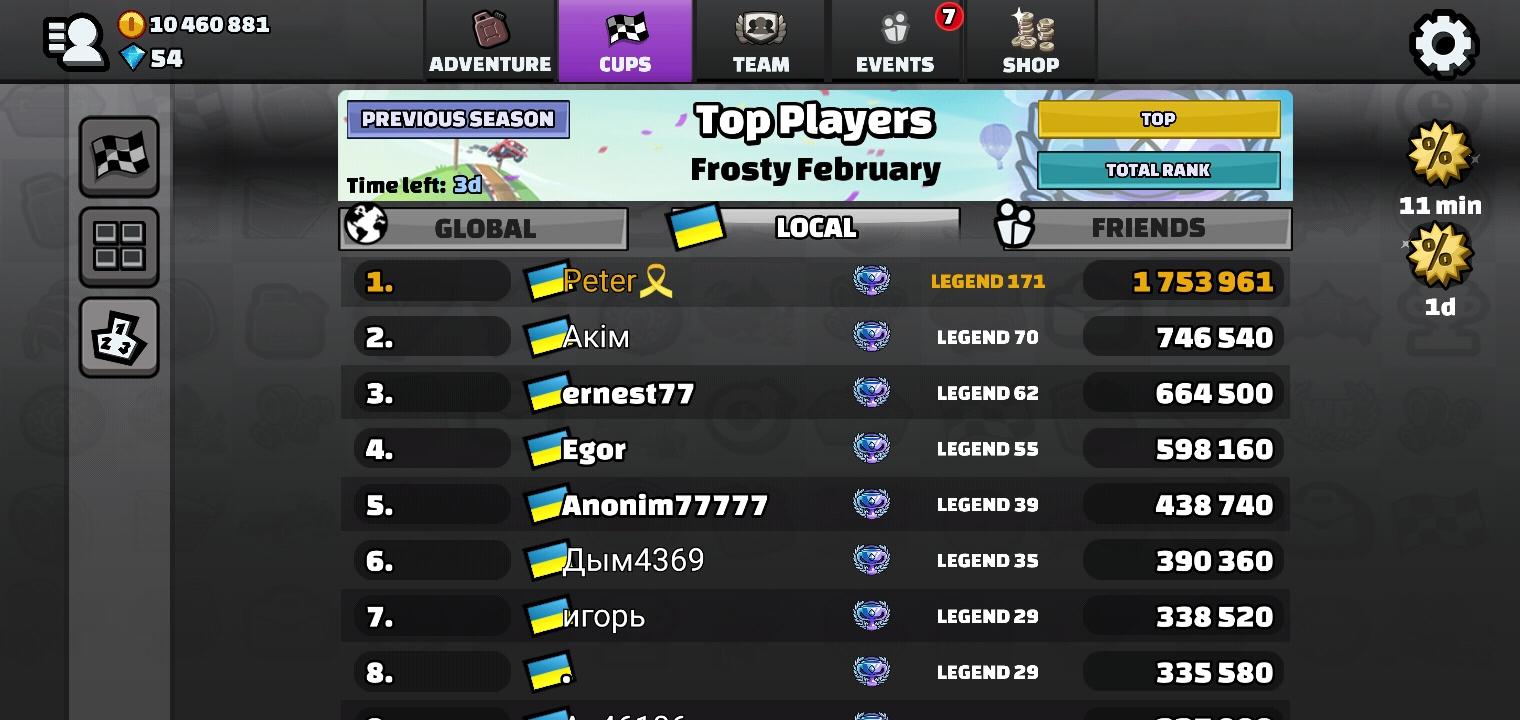 10 460 881
54
ADVENTURE
CUPS
TEAM
7
EVENTS
SHOP
PREVIOUS SEASON
Top Players
Frosty February
Time left: 3d
TOP
TOTAL RANK
%
11 min
%
1d
GLOBAL
LOCAL
FRIENDS
1 2 3
1. Peter🎗 LEGEND 171 1 753 961
2. Акім LEGEND 70 746 540
3. ernest77 LEGEND 62 664 500
4. Egor LEGEND 55 598 160
5. Anonim77777 LEGEND 39 438 740
6. Дым4369 LEGEND 35 390 360
7. игорь LEGEND 29 338 520
8. . LEGEND 29 335 580